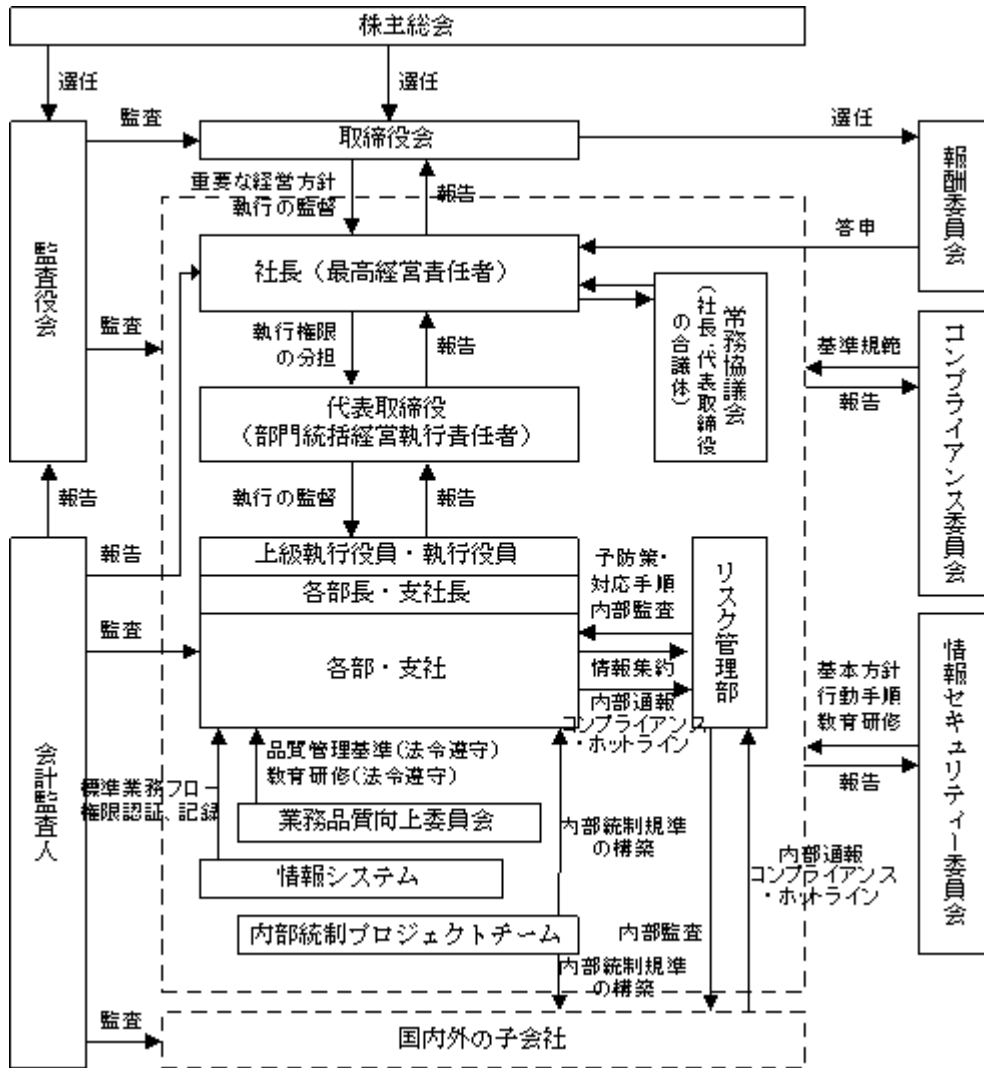 株主総会
選任
選任
監査
取締役会
選任
報酬委員会
重要な経営方針
執行の監督
報告
答申
監査役会
社長（最高経営責任者）
監査
執行権限
の分担
報告
常務協議会
（社長・代表取締役
の合議体）
基準規範
報告
コンプライアンス委員会
代表取締役
（部門統括経営執行責任者）
報告
執行の監督
報告
報告
上級執行役員・執行役員
各部長・支社長
監査
各部・支社
予防策・
対応手順
内部監査
情報集約
内部通報
コンプライアンス
・ホットライン
リスク管理部
基本方針
行動手順
教育研修
報告
情報セキュリティー委員会
会計監査人
品質管理基準(法令遵守)
教育研修(法令遵守)
標準業務フロー
権限認証、記録
業務品質向上委員会
情報システム
内部統制規準
の構築
内部統制プロジェクトチーム
内部監査
内部通報
コンプライアンス
・ホットライン
内部統制規準
の構築
監査
国内外の子会社